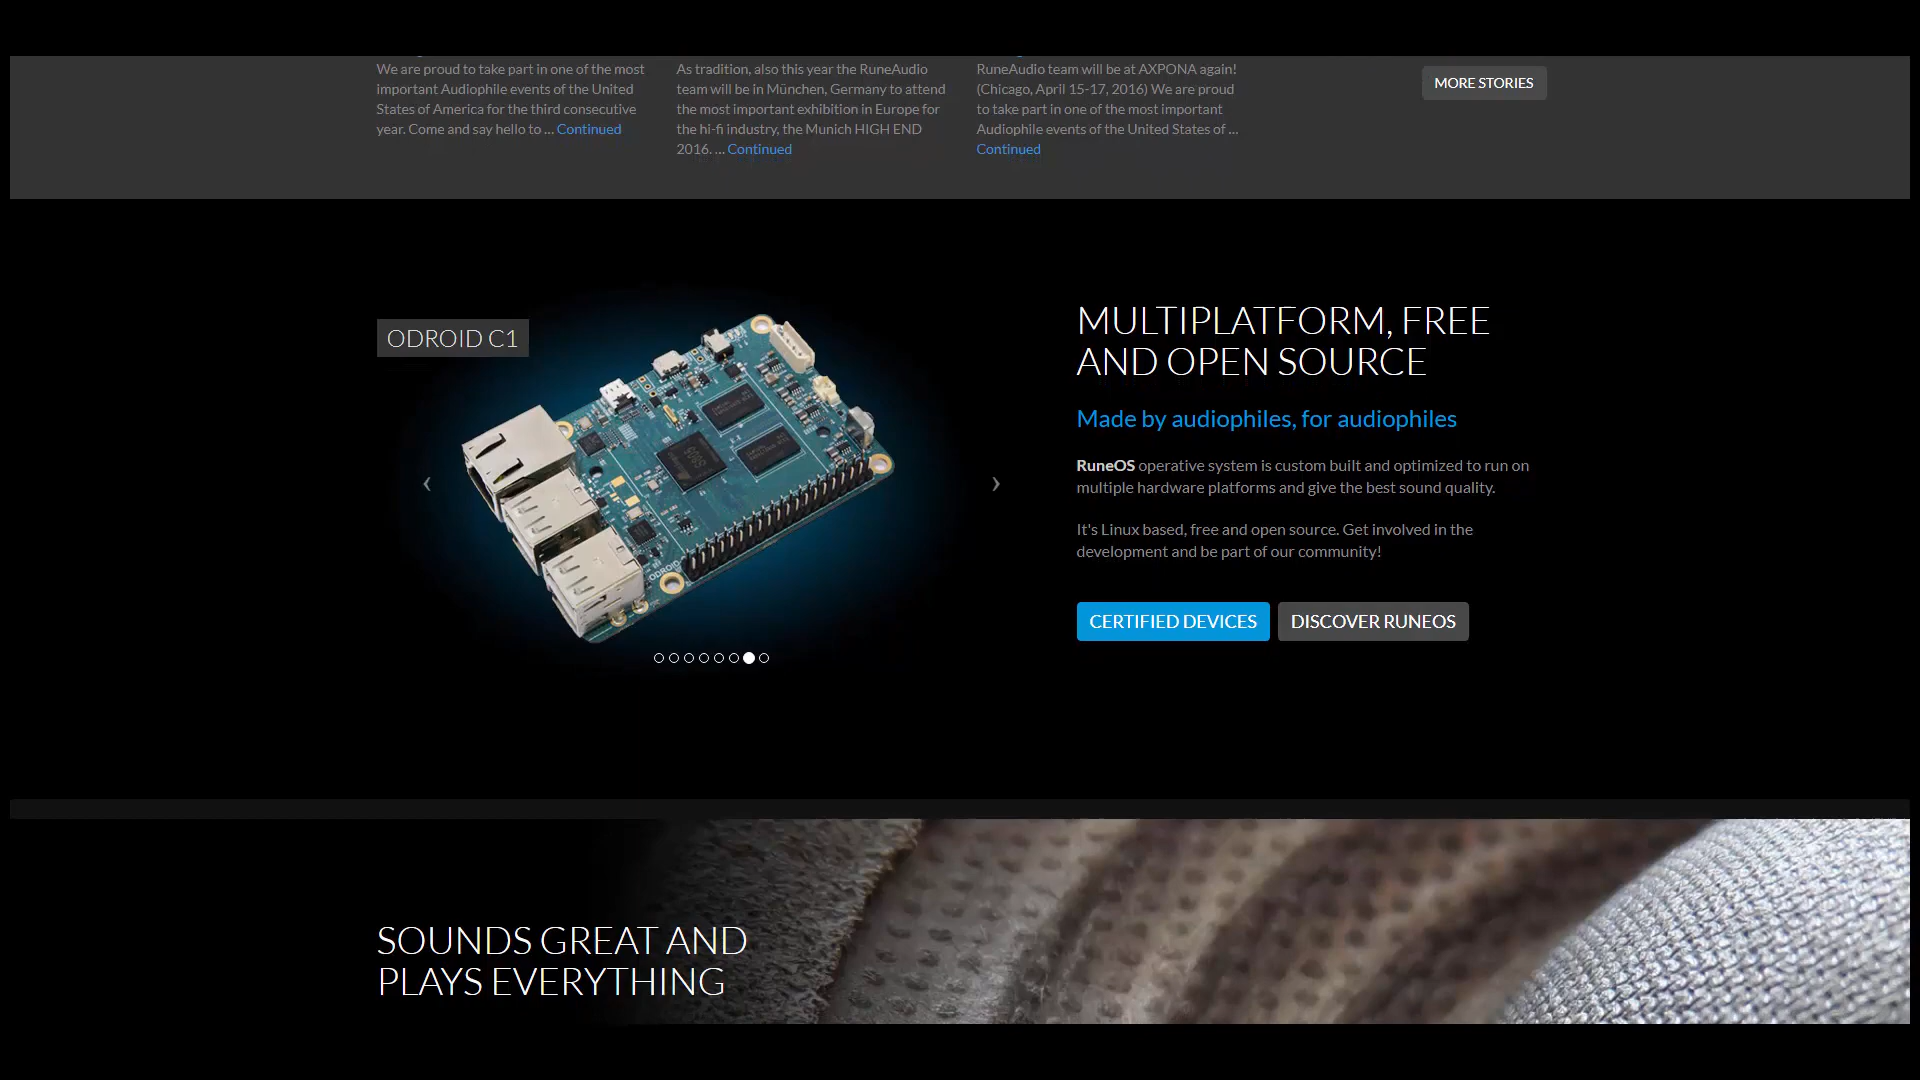 We are proud to take part in one of the most
important Audiophile events of the United
States of America for the third consecutive
year. Come and say hello to ... Continued
As tradition, also this year the RuneAudio
team will be in München, Germany to attend
the most important exhibition in Europe for
the hi-fi industry, the Munich HIGH END
2016. ... Continued
RuneAudio team will be at AXPONA again!
(Chicago, April 15-17, 2016) We are proud
to take part in one of the most important
Audiophile events of the United States of ...
Continued
MORE STORIES
ODROID C1
ODROID
MULTIPLATFORM, FREE
AND OPEN SOURCE
Made by audiophiles, for audiophiles
RuneOS operative system is custom built and optimized to run on
multiple hardware platforms and give the best sound quality.
It's Linux based, free and open source. Get involved in the
development and be part of our community!
CERTIFIED DEVICES
DISCOVER RUNEOS
SOUNDS GREAT AND
PLAYS EVERYTHING